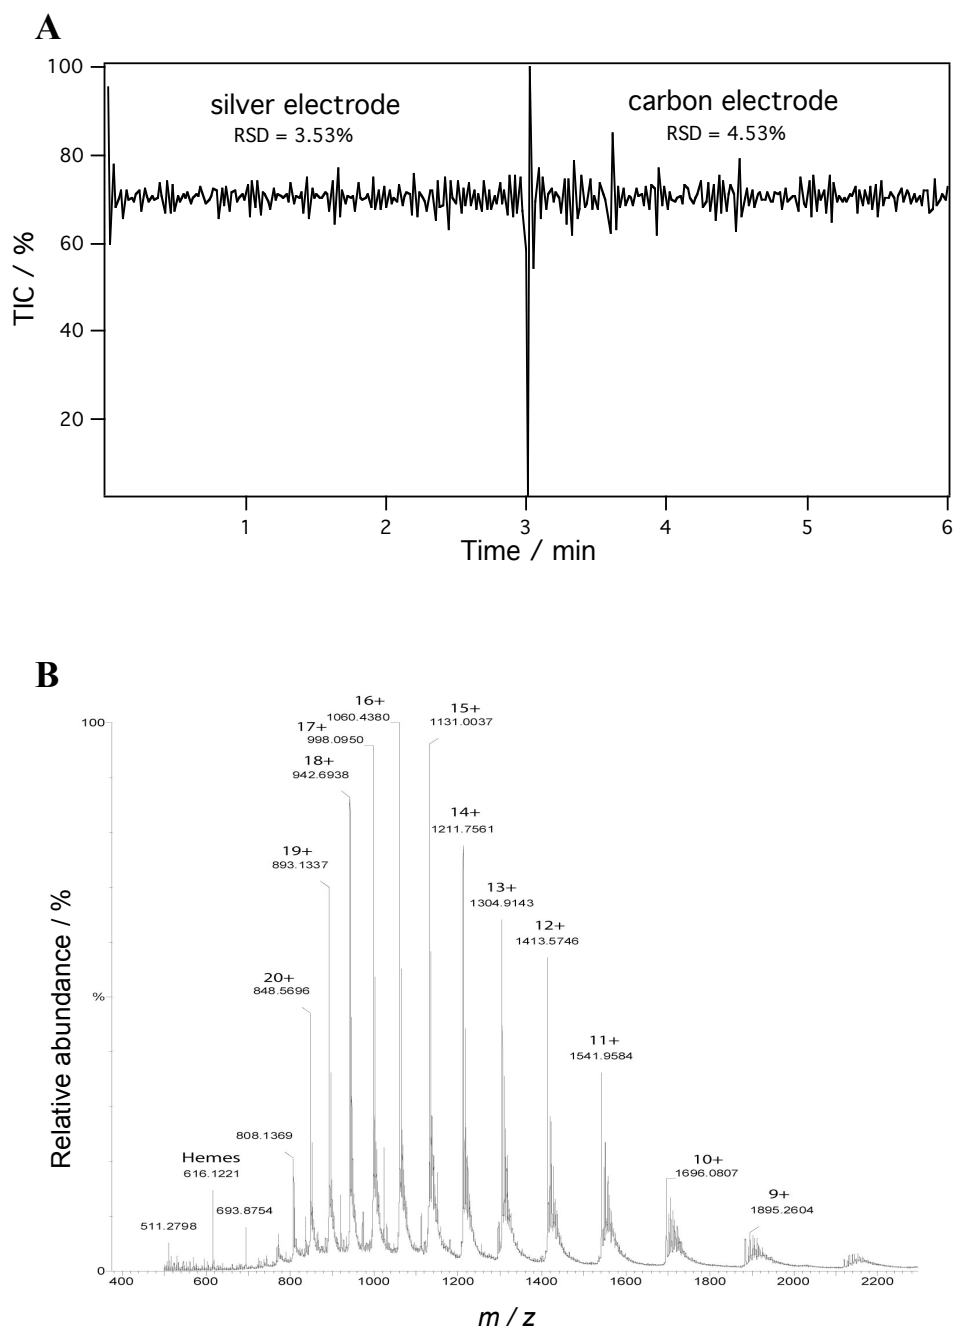 A
100
80
60
40
20
TIC / %
silver electrode
RSD = 3.53%
carbon electrode
RSD = 4.53%
1 2 3 4 5 6
Time / min
B
100
%
0
Relative abundance / %
16+
1060.4380
15+
1131.0037
17+
998.0950
18+
942.6938
14+
1211.7561
19+
893.1337
13+
1304.9143
12+
1413.5746
20+
848.5696
11+
1541.9584
808.1369
Hemes
616.1221
10+
1696.0807
693.8754
511.2798
9+
1895.2604
400 600 800 1000 1200 1400 1600 1800 2000 2200
m / z